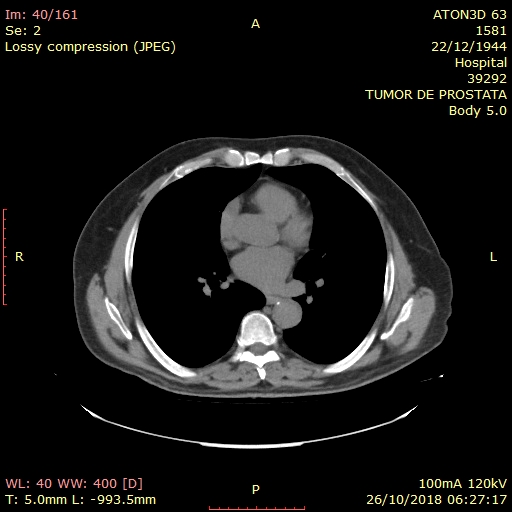 Im: 40/161
Se: 2
Lossy compression (JPEG)
A
ATON3D 63
1581
22/12/1944
Hospital
39292
TUMOR DE PROSTATA
Body 5.0
R
L
WL: 40 WW: 400 [D]
T: 5.0mm L: -993.5mm
P
100mA 120kV
26/10/2018 06:27:17